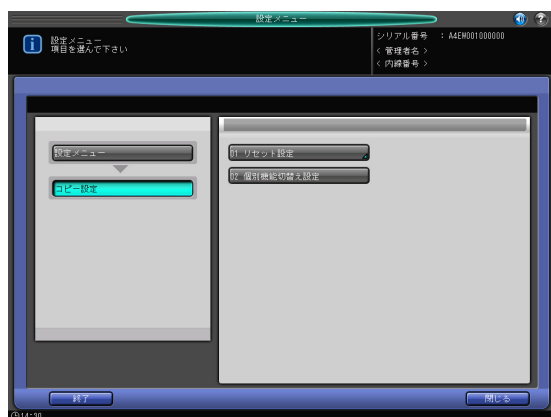 設定メニュー
設定メニュー
項目を選んで下さい
シリアル番号 : A4EM001000000
< 管理者名 >
< 内線番号 >
設定メニュー
コピー設定
01 リセット設定
02 個別機能切替え設定
終了
閉じる
14:30